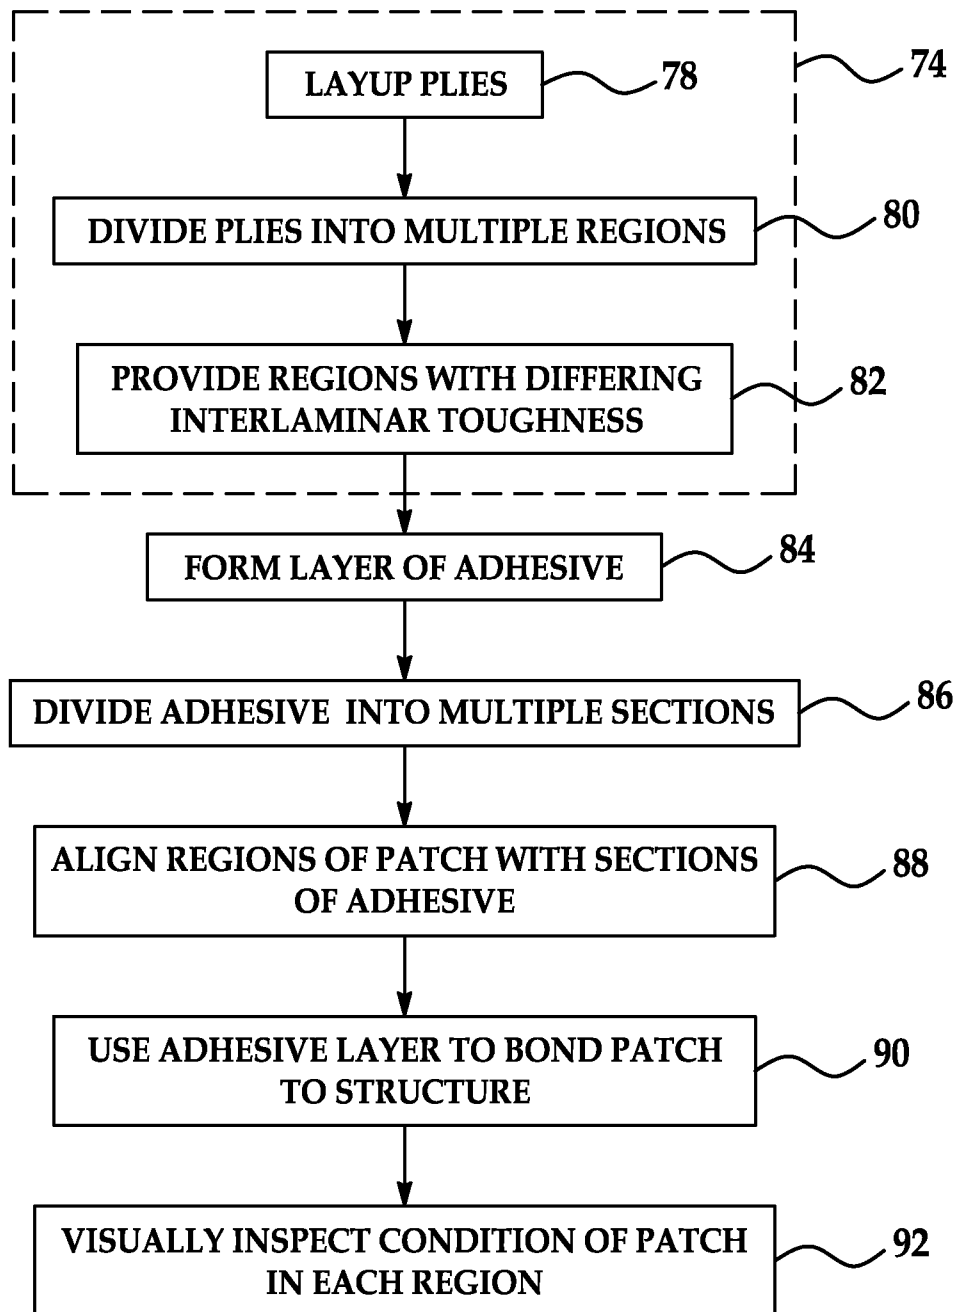 74
LAYUP PLIES
78
DIVIDE PLIES INTO MULTIPLE REGIONS
80
PROVIDE REGIONS WITH DIFFERING
INTERLAMINAR TOUGHNESS
82
FORM LAYER OF ADHESIVE
84
DIVIDE ADHESIVE INTO MULTIPLE SECTIONS
86
ALIGN REGIONS OF PATCH WITH SECTIONS
OF ADHESIVE
88
USE ADHESIVE LAYER TO BOND PATCH
TO STRUCTURE
90
VISUALLY INSPECT CONDITION OF PATCH
IN EACH REGION
92